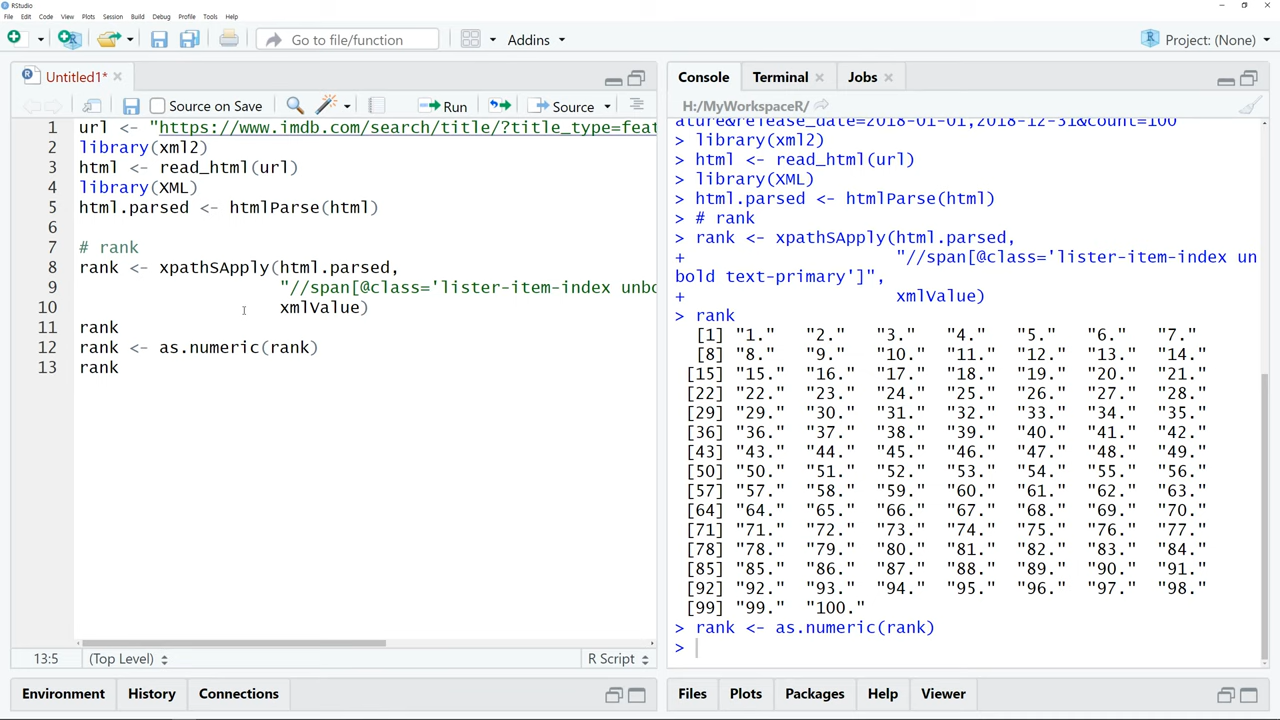 RStudio
File Edit Code View Plots Session Build Debug Profile Tools Help
Go to file/function Addins Project: (None)
Untitled1*
Source on Save Run Source
1 url <- "https://www.imdb.com/search/title/?title_type=feat
2 library(xml2)
3 html <- read_html(url)
4 library(XML)
5 html.parsed <- htmlParse(html)
6
7 # rank
8 rank <- xpathSApply(html.parsed,
9 "//span[@class='lister-item-index unbo
10 xmlValue)
11 rank
12 rank <- as.numeric(rank)
13 rank
13:5 (Top Level) R Script
Environment History Connections
Console Terminal Jobs
H:/MyWorkspaceR/
ature&release_date=2018-01-01,2018-12-31&count=100
> library(xml2)
> html <- read_html(url)
> library(XML)
> html.parsed <- htmlParse(html)
> # rank
> rank <- xpathSApply(html.parsed,
+ "//span[@class='lister-item-index un
bold text-primary']",
+ xmlValue)
> rank
[1] "1." "2." "3." "4." "5." "6." "7."
[8] "8." "9." "10." "11." "12." "13." "14."
[15] "15." "16." "17." "18." "19." "20." "21."
[22] "22." "23." "24." "25." "26." "27." "28."
[29] "29." "30." "31." "32." "33." "34." "35."
[36] "36." "37." "38." "39." "40." "41." "42."
[43] "43." "44." "45." "46." "47." "48." "49."
[50] "50." "51." "52." "53." "54." "55." "56."
[57] "57." "58." "59." "60." "61." "62." "63."
[64] "64." "65." "66." "67." "68." "69." "70."
[71] "71." "72." "73." "74." "75." "76." "77."
[78] "78." "79." "80." "81." "82." "83." "84."
[85] "85." "86." "87." "88." "89." "90." "91."
[92] "92." "93." "94." "95." "96." "97." "98."
[99] "99." "100."
> rank <- as.numeric(rank)
>
Files Plots Packages Help Viewer